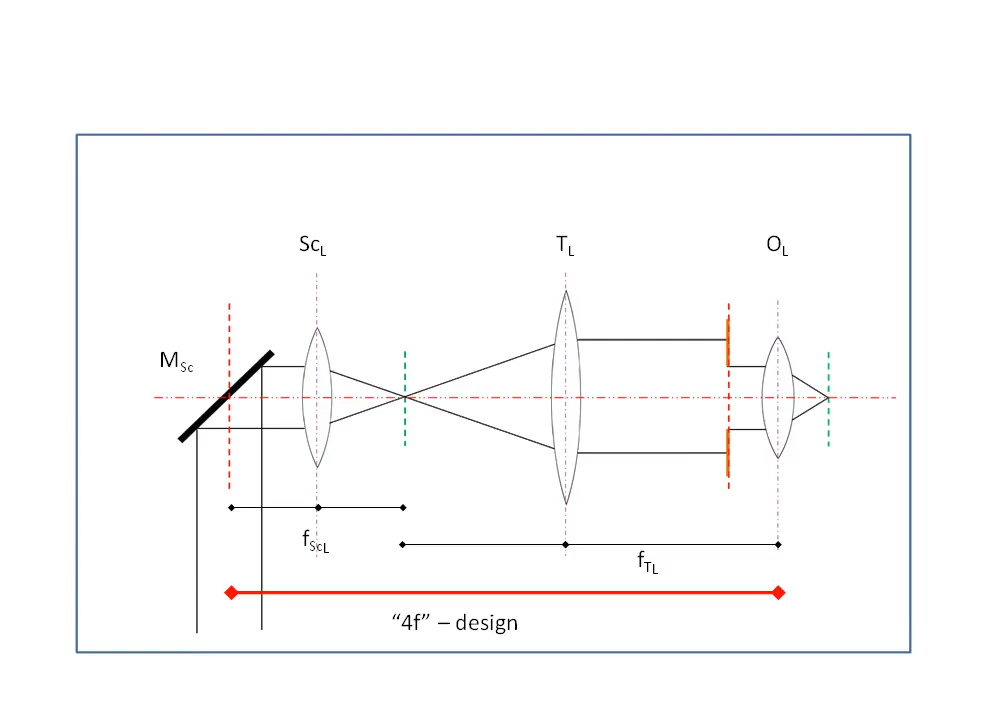 Sc_L
T_L
O_L
M_Sc
f_ScL
f_TL
“4f” – design